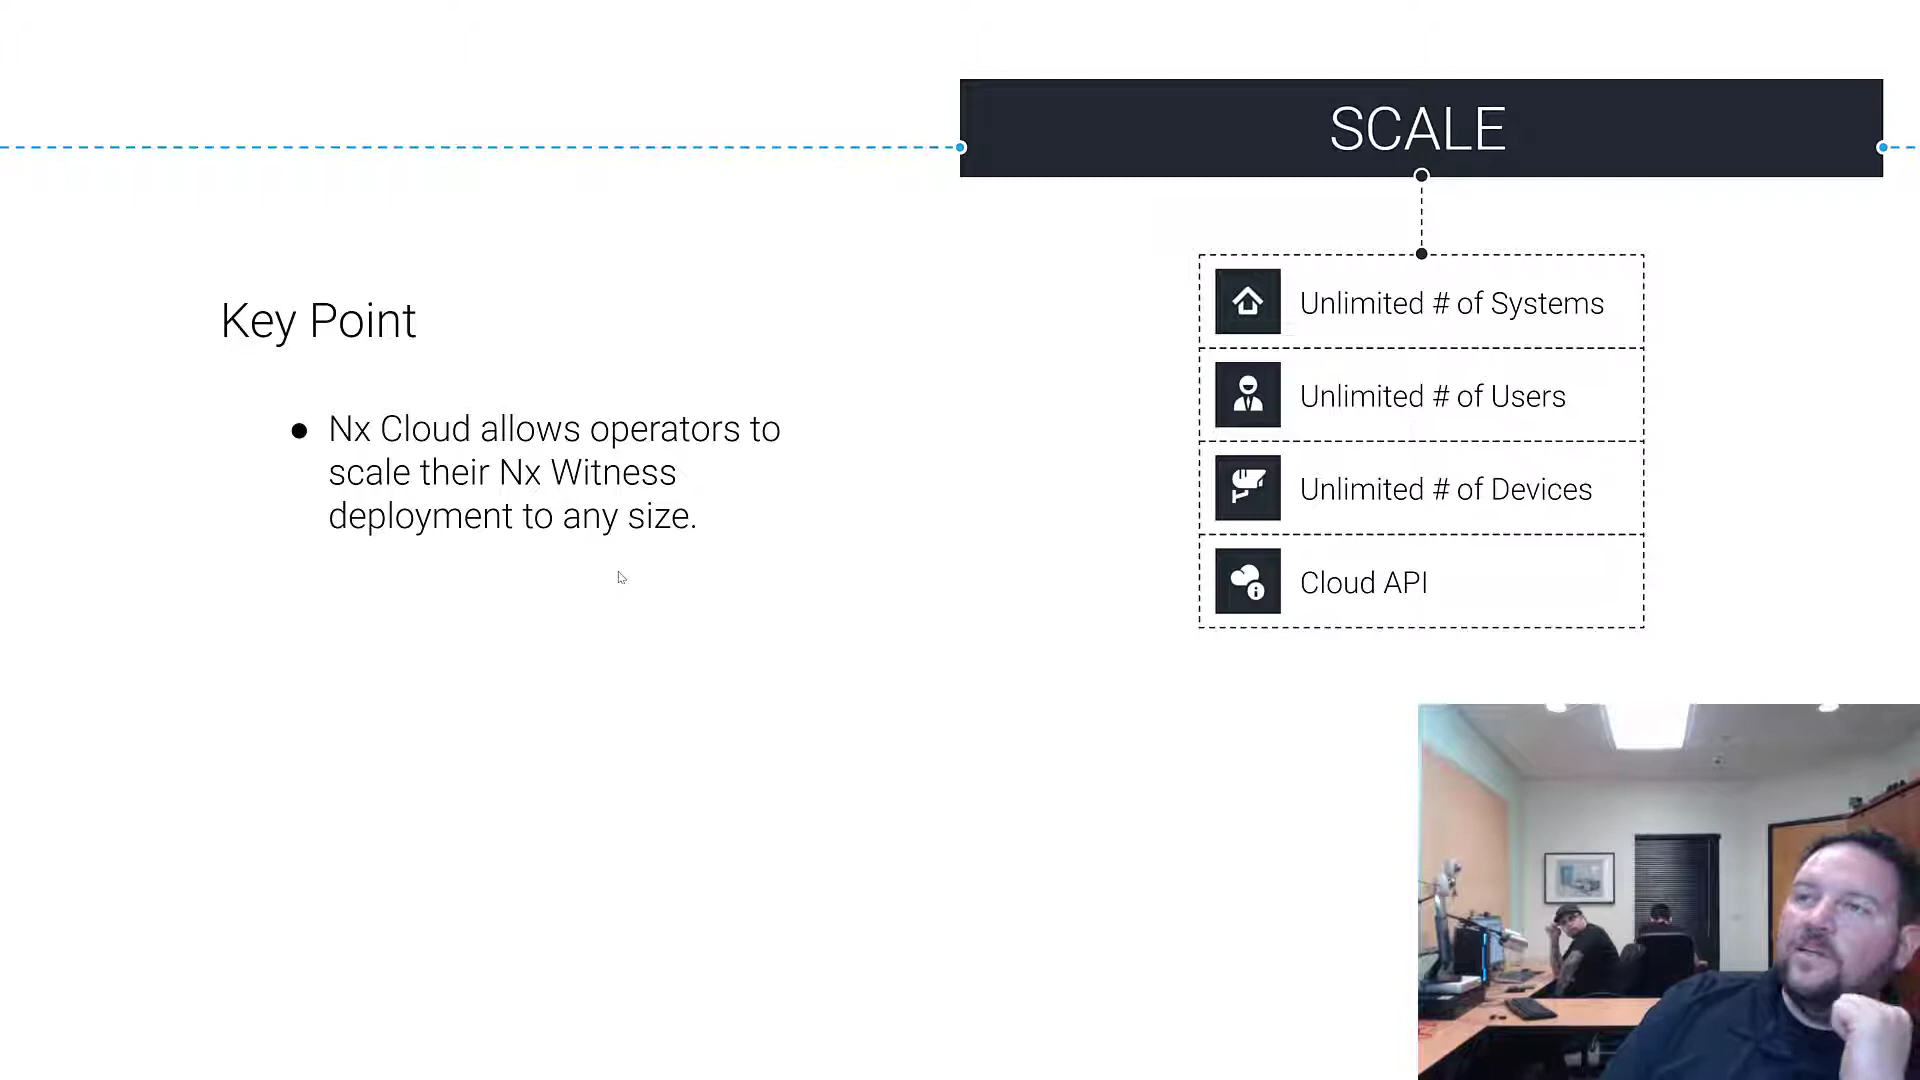 SCALE
Key Point
● Nx Cloud allows operators to
scale their Nx Witness
deployment to any size.
Unlimited # of Systems
Unlimited # of Users
Unlimited # of Devices
Cloud API